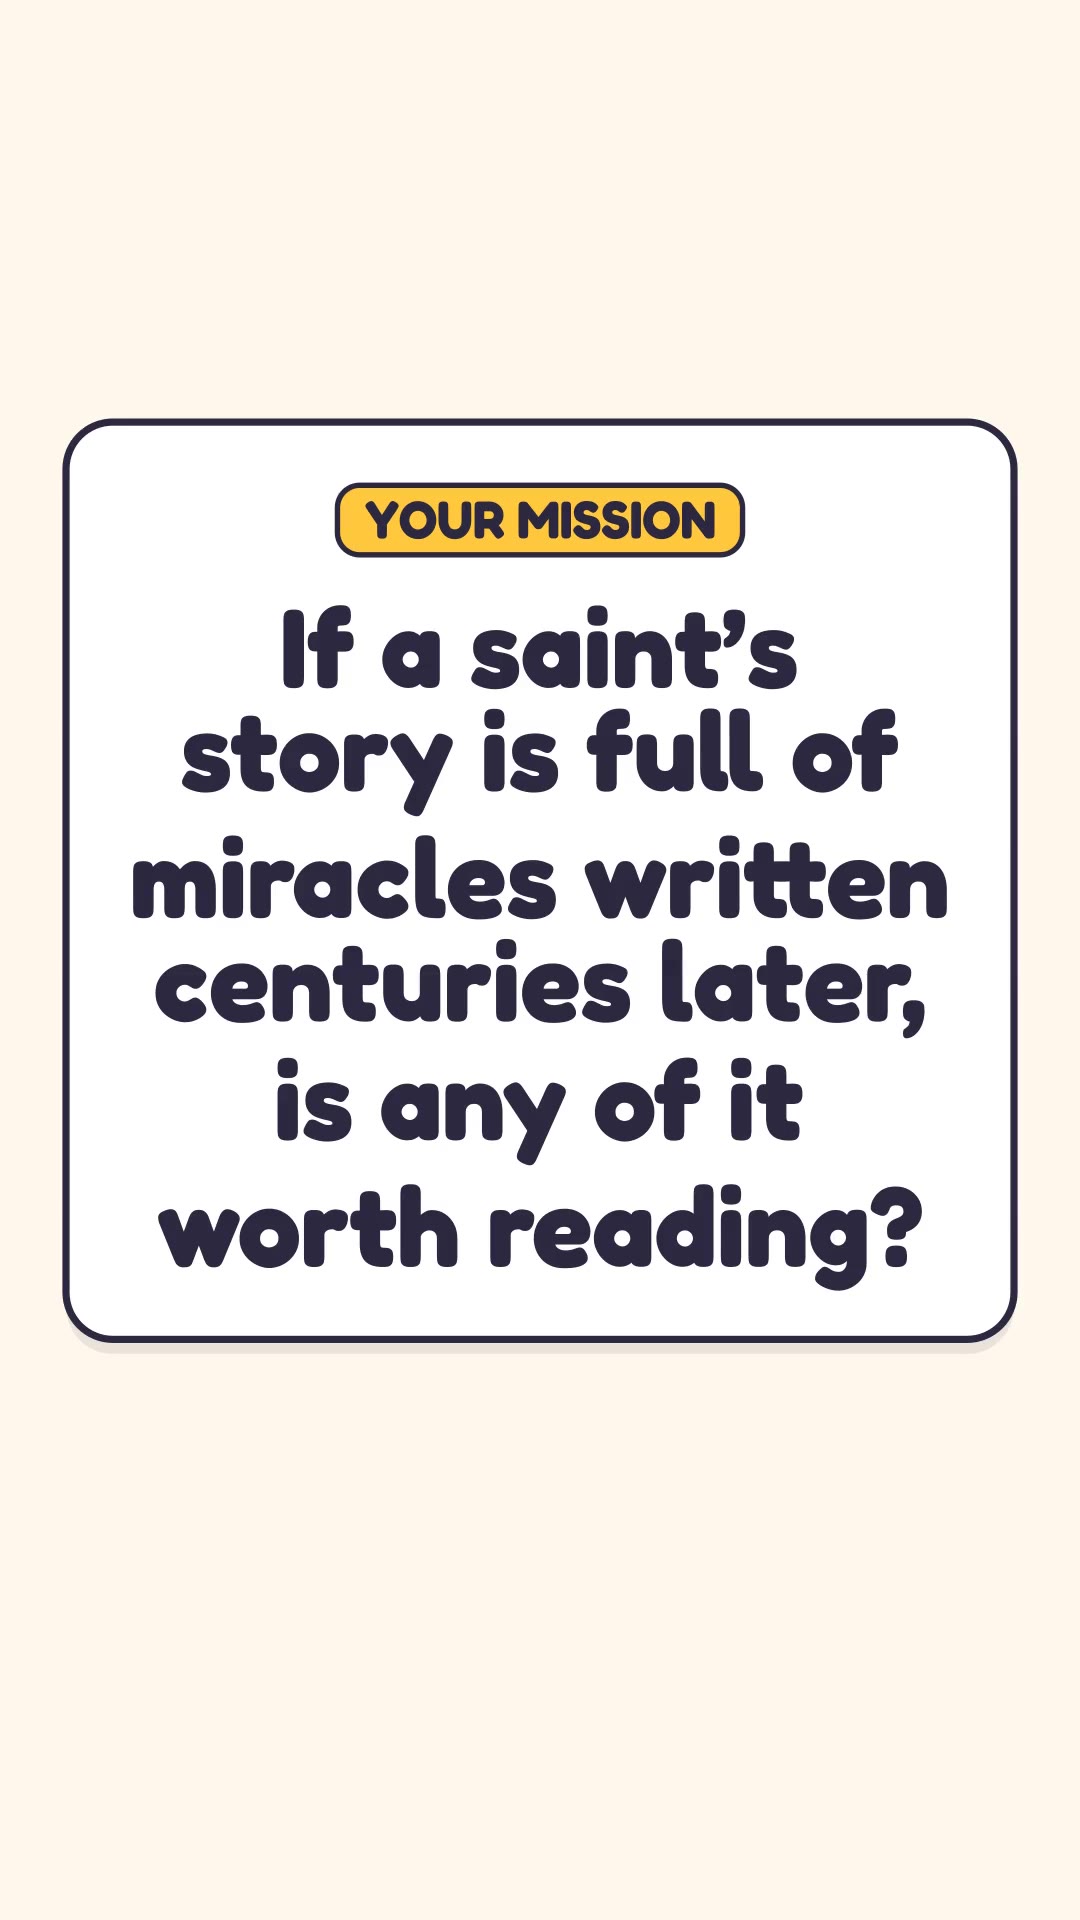 YOUR MISSION
If a saint’s
story is full of
miracles written
centuries later,
is any of it
worth reading?